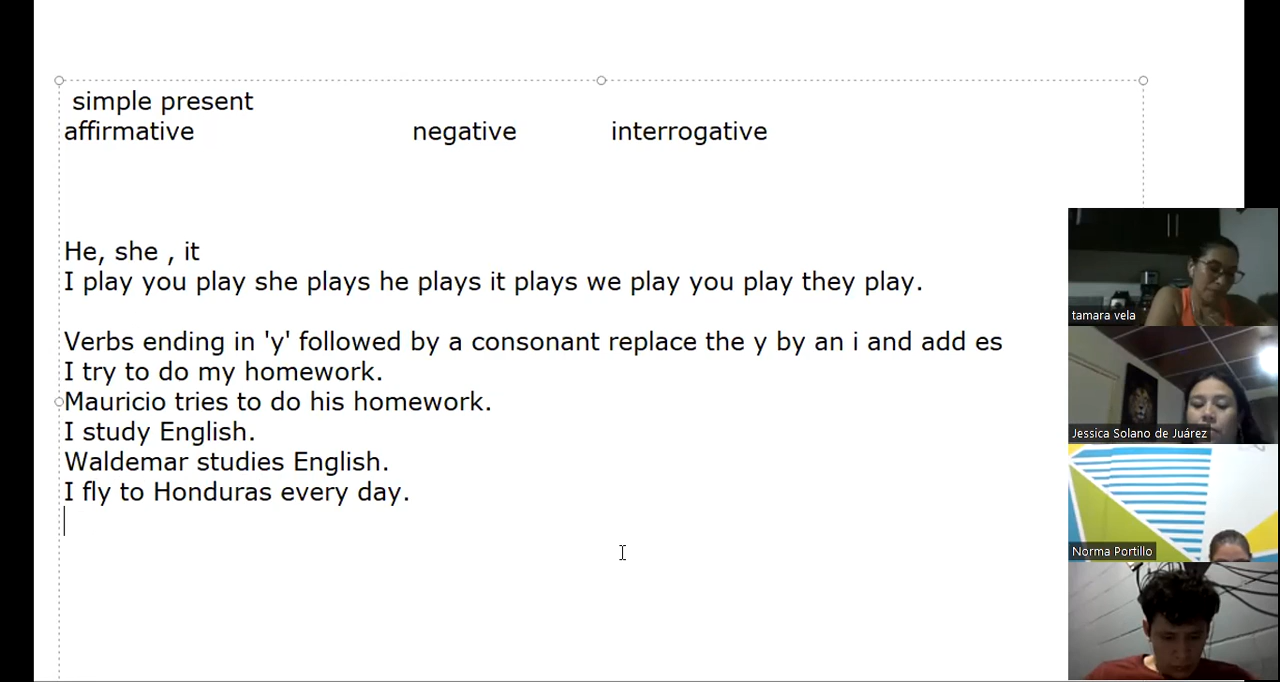 simple present
affirmative negative interrogative
He, she , it
I play you play she plays he plays it plays we play you play they play.
Verbs ending in 'y' followed by a consonant replace the y by an i and add es
I try to do my homework.
Mauricio tries to do his homework.
I study English.
Waldemar studies English.
I fly to Honduras every day.
tamara vela
Jessica Solano de Juárez
Norma Portillo